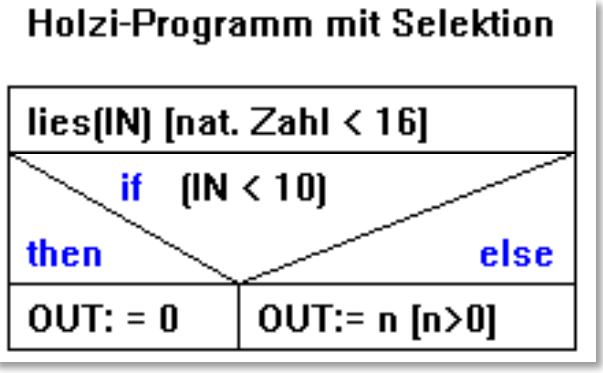 Holzi-Programm mit Selektion
lies(IN) [nat. Zahl < 16]
if (IN < 10)
then else
OUT: = 0 OUT:= n [n>0]